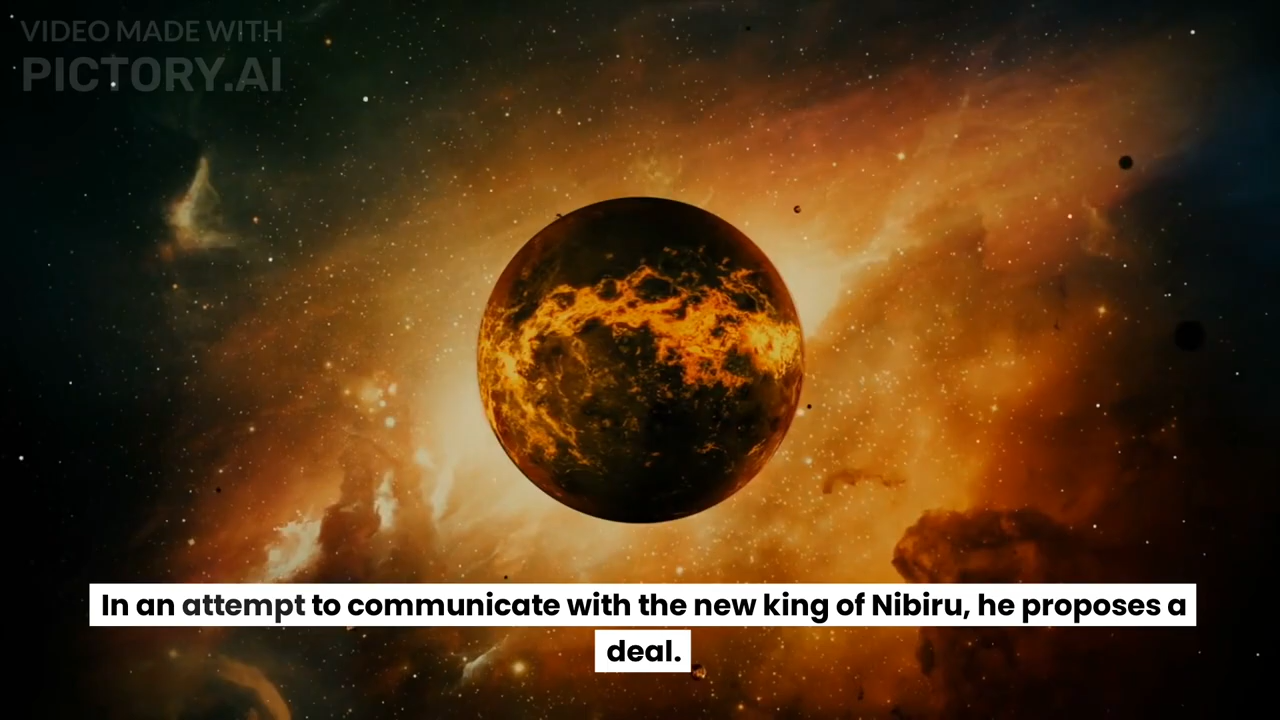 VIDEO MADE WITH
PICTORY.AI
In an attempt to communicate with the new king of Nibiru, he proposes a
deal.